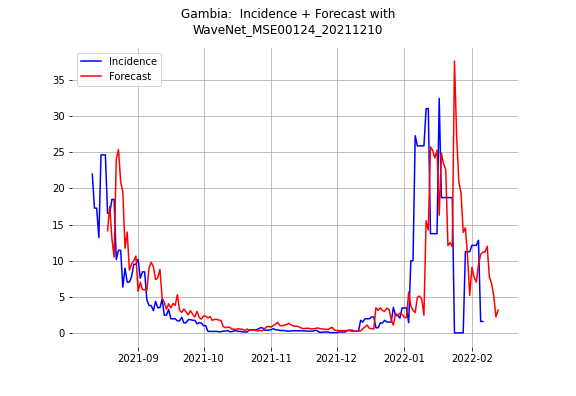 Gambia:  Incidence + Forecast with
WaveNet_MSE00124_20211210
Incidence
Forecast
35
30
25
20
15
10
5
0
2021-09 2021-10 2021-11 2021-12 2022-01 2022-02